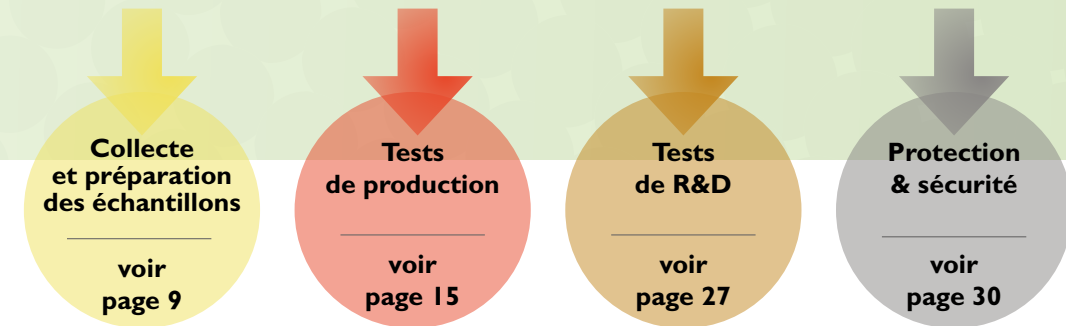 Collecte
et préparation
des échantillons
voir
page 9
Tests
de production
voir
page 15
Tests
de R&D
voir
page 27
Protection
& sécurité
voir
page 30